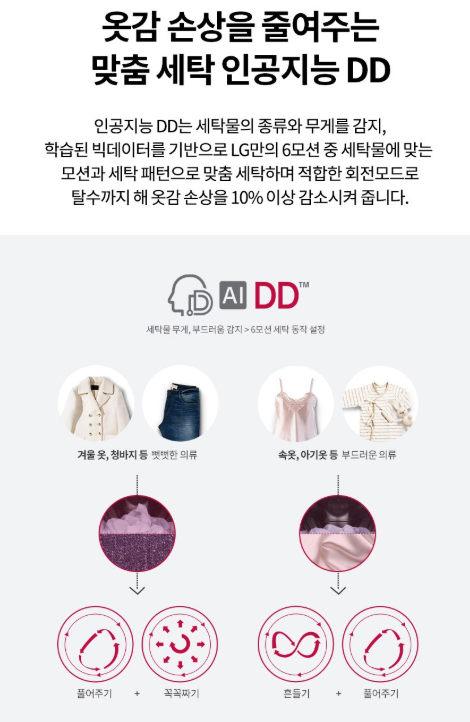 옷감 손상을 줄여주는
맞춤 세탁 인공지능 DD
인공지능 DD는 세탁물의 종류와 무게를 감지,
학습된 빅데이터를 기반으로 LG만의 6모션 중 세탁물에 맞는
모션과 세탁 패턴으로 맞춤 세탁하며 적합한 회전모드로
탈수까지 해 옷감 손상을 10% 이상 감소시켜 줍니다.
AI DD™
세탁물 무게, 부드러움 감지 > 6모션 세탁 동작 설정
겨울 옷, 청바지 등 뻣뻣한 의류
속옷, 아기옷 등 부드러운 의류
풀어주기 + 꼭꼭짜기
흔들기 + 풀어주기